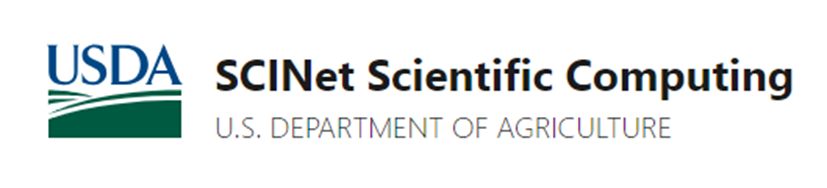 USDA
SCINet Scientific Computing
U.S. DEPARTMENT OF AGRICULTURE